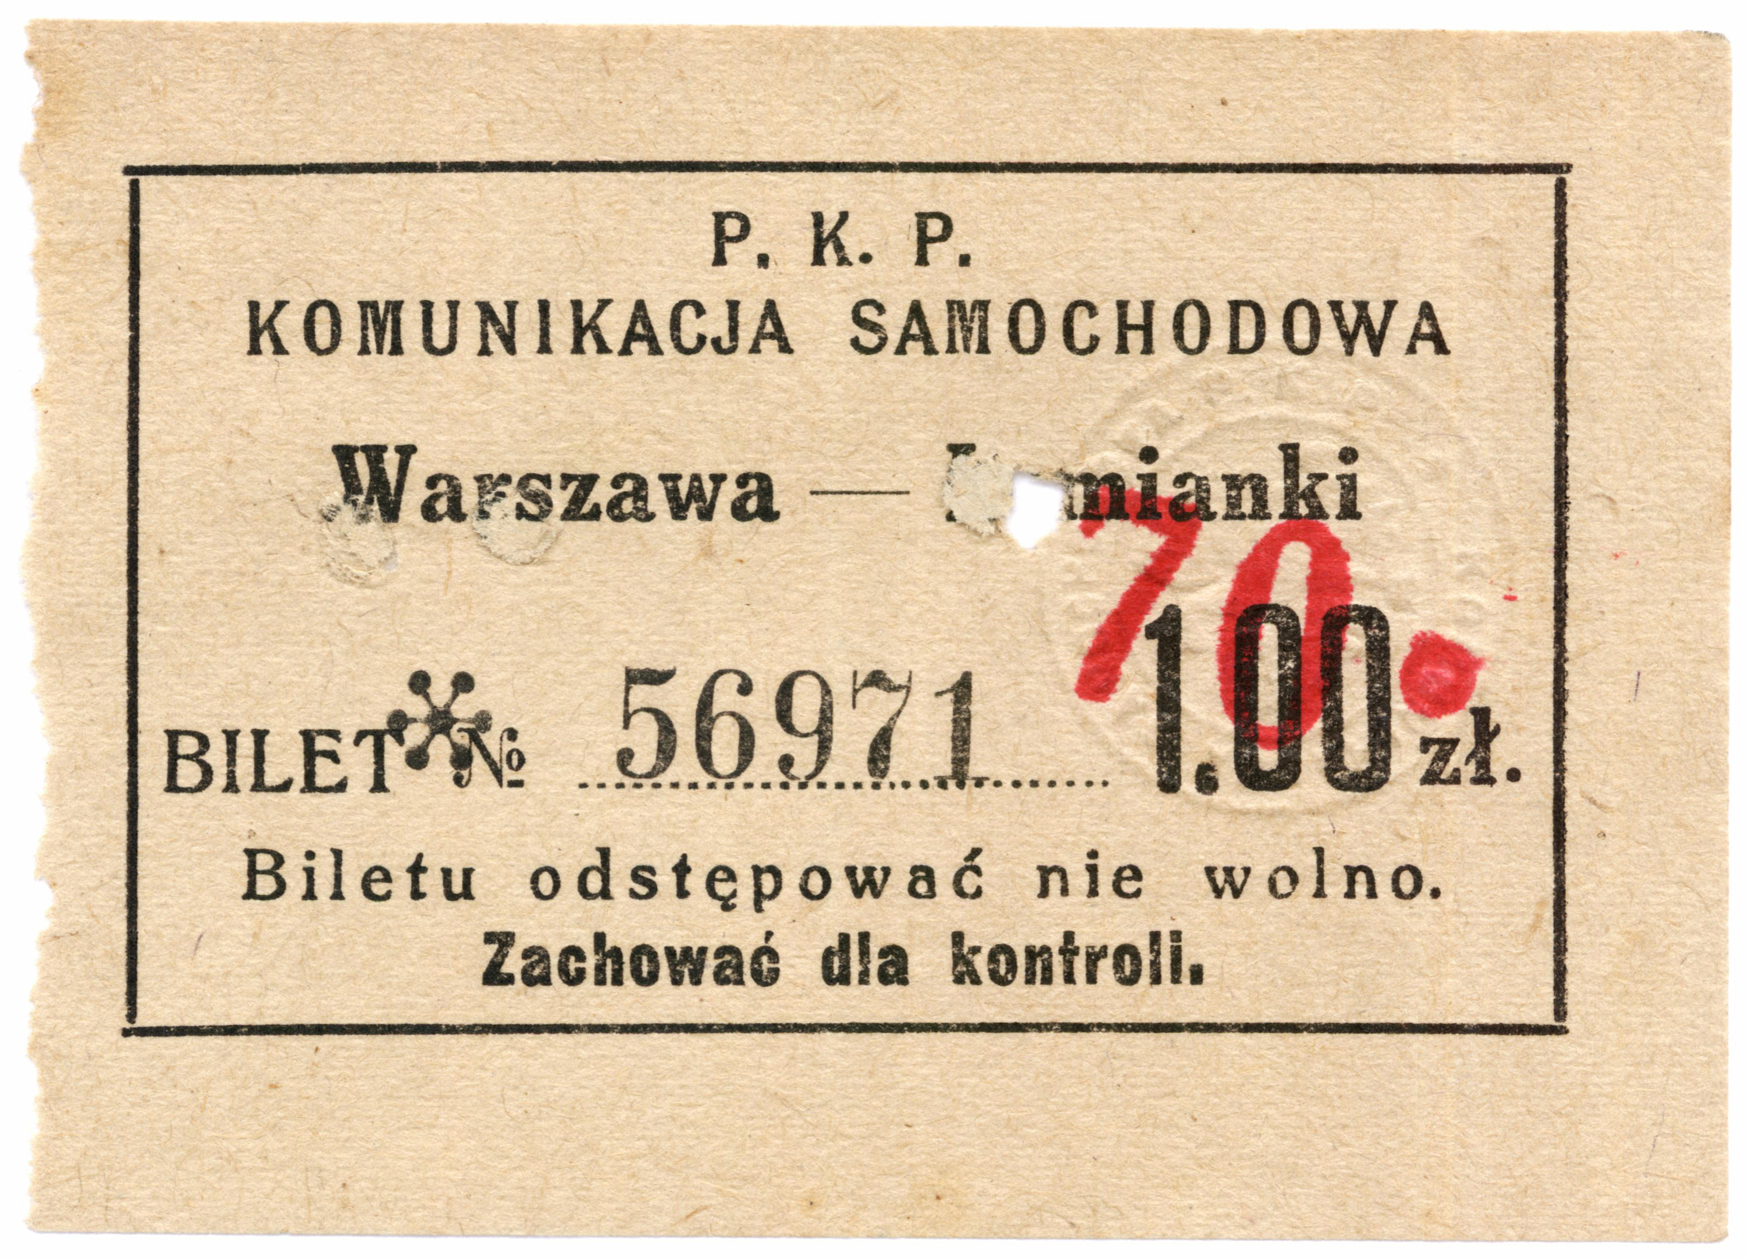 P. K. P.
KOMUNIKACJA SAMOCHODOWA
Warszawa —
70.
BILET № 56971 1.00 zł.
Biletu odstępować nie wolno.
Zachować dla kontroli.